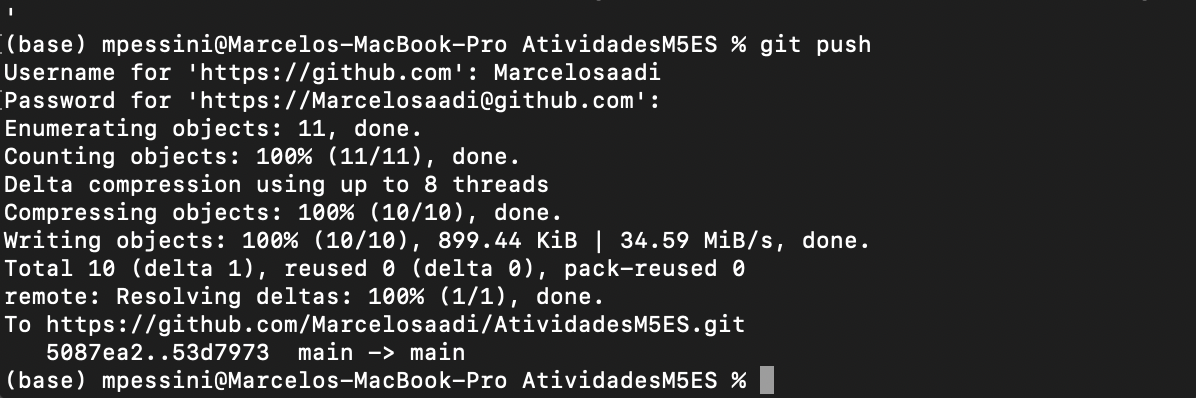 '
(base) mpessini@Marcelos-MacBook-Pro AtividadesM5ES % git push
Username for 'https://github.com': Marcelosaadi
Password for 'https://Marcelosaadi@github.com':
Enumerating objects: 11, done.
Counting objects: 100% (11/11), done.
Delta compression using up to 8 threads
Compressing objects: 100% (10/10), done.
Writing objects: 100% (10/10), 899.44 KiB | 34.59 MiB/s, done.
Total 10 (delta 1), reused 0 (delta 0), pack-reused 0
remote: Resolving deltas: 100% (1/1), done.
To https://github.com/Marcelosaadi/AtividadesM5ES.git
   5087ea2..53d7973  main -> main
(base) mpessini@Marcelos-MacBook-Pro AtividadesM5ES %